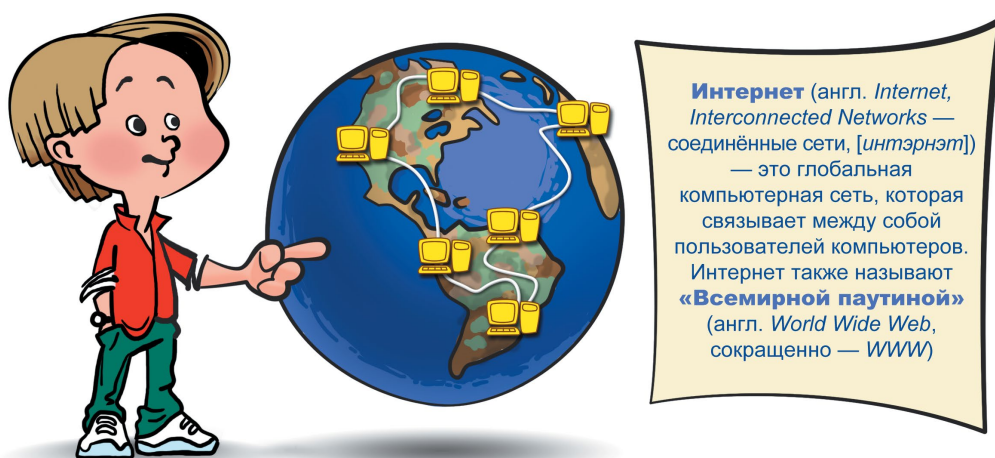 Интернет (англ. Internet,
Interconnected Networks —
соединённые сети, [интэрнэт])
— это глобальная
компьютерная сеть, которая
связывает между собой
пользователей компьютеров.
Интернет также называют
«Всемирной паутиной»
(англ. World Wide Web,
сокращенно — WWW)